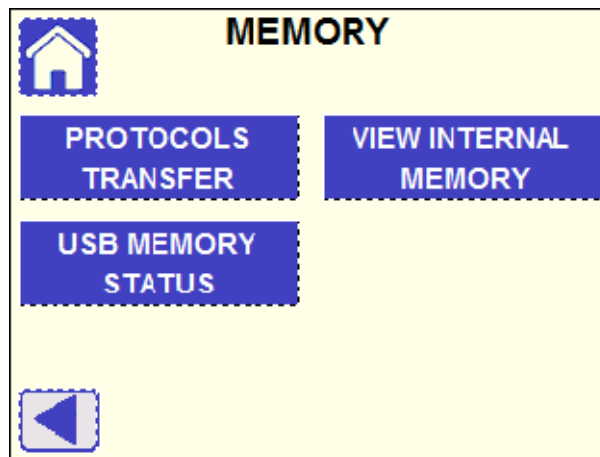 MEMORY
PROTOCOLS
TRANSFER
VIEW INTERNAL
MEMORY
USB MEMORY
STATUS